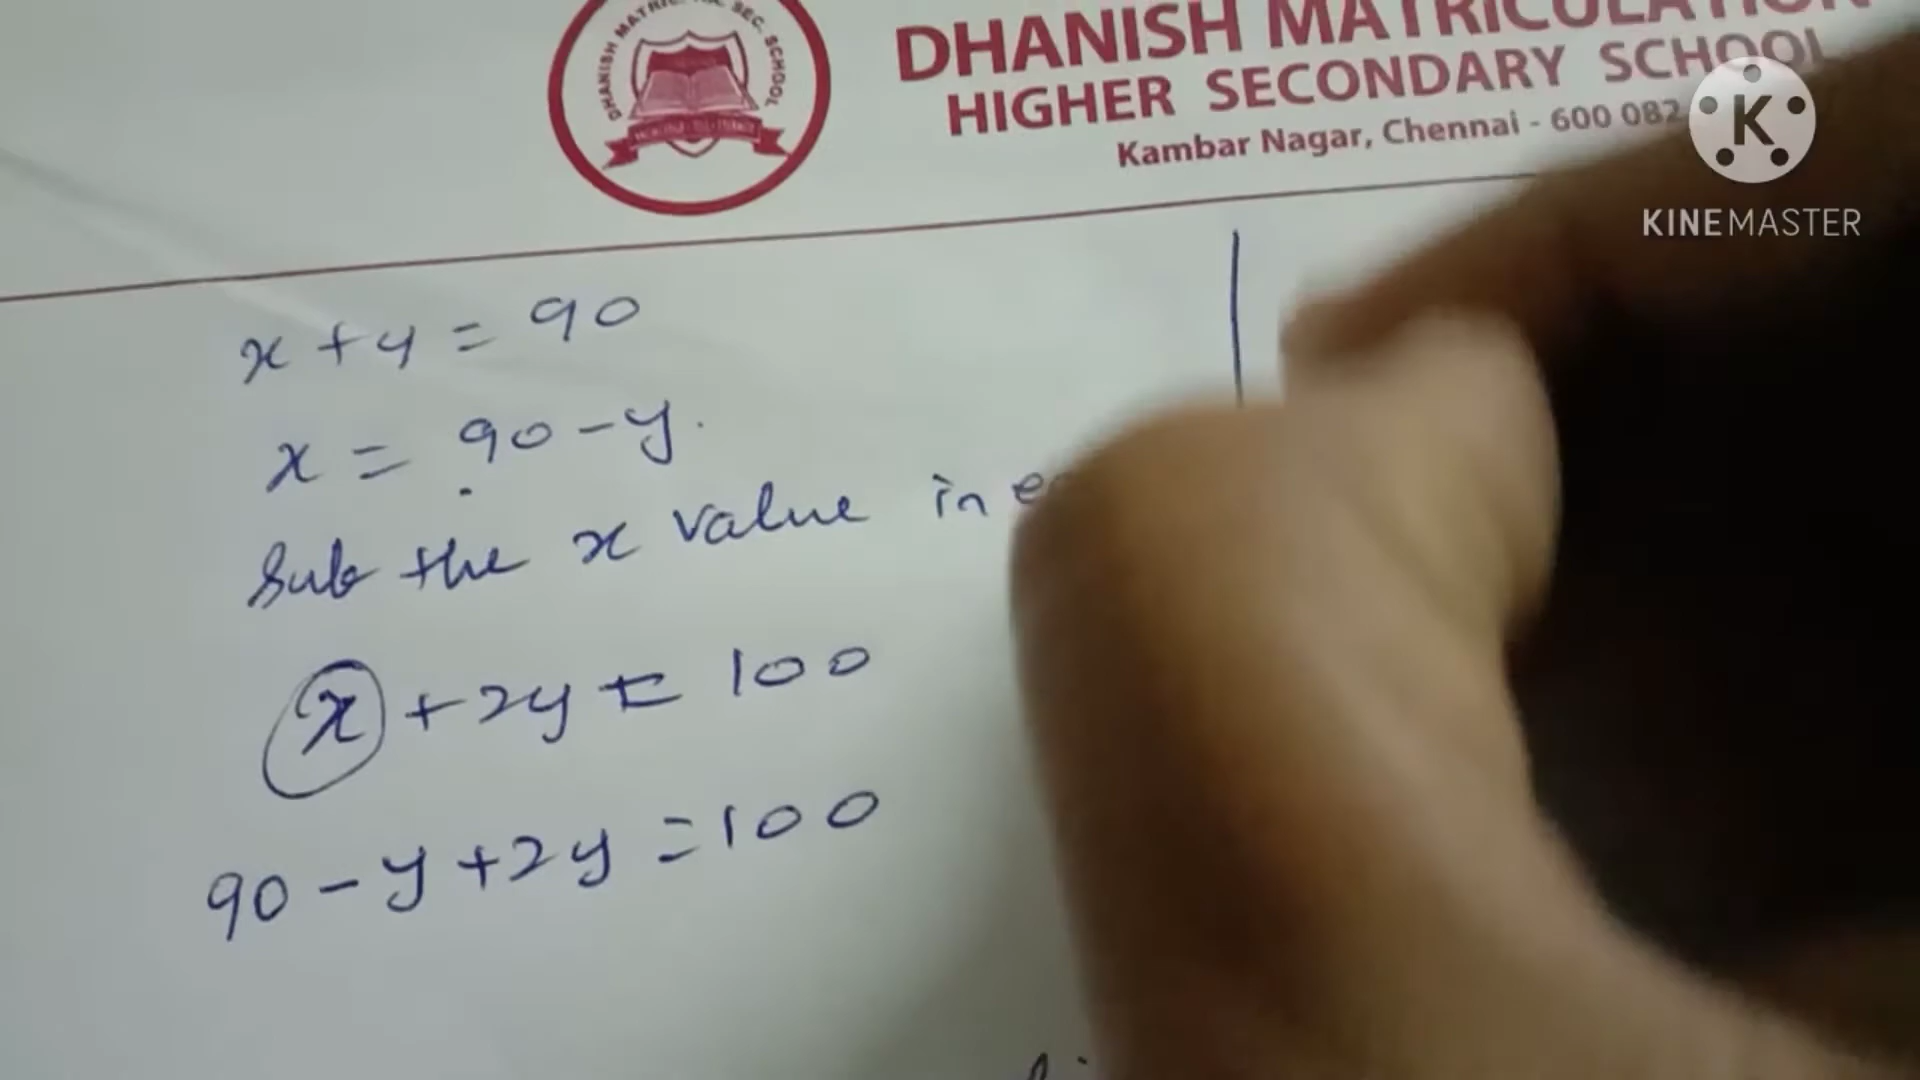 DHANISH MATRICULATION
HIGHER SECONDARY SCHOOL
Kambar Nagar, Chennai - 600 082
K
KINEMASTER
x + y = 90
x = 90 - y.
Sub the x value in
x + 2y = 100
90 - y + 2y = 100